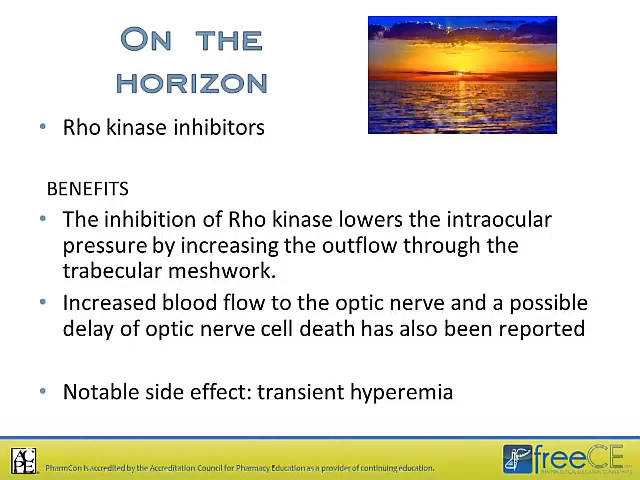 On the
horizon
• Rho kinase inhibitors
BENEFITS
• The inhibition of Rho kinase lowers the intraocular
pressure by increasing the outflow through the
trabecular meshwork.
• Increased blood flow to the optic nerve and a possible
delay of optic nerve cell death has also been reported
• Notable side effect: transient hyperemia
PharmCon is accredited by the Accreditation Council for Pharmacy Education as a provider of continuing education.
freeCE